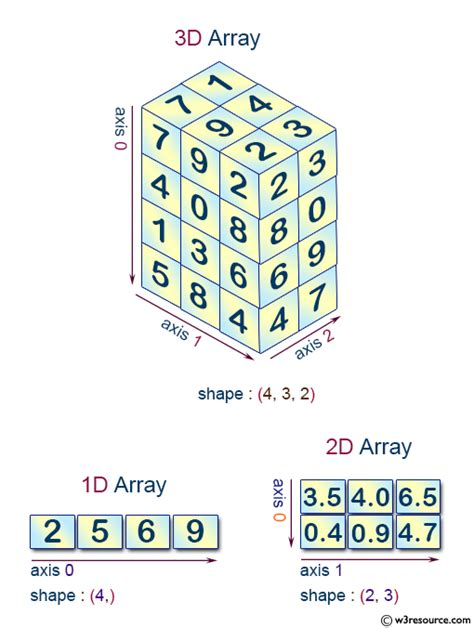 3D Array
axis 0
1
7 4
7 9 3
4 9 2 2 3
1 0 8 8 0
5 3 6 6 9
8 4 4 7
axis 1
axis 2
shape : (4, 3, 2)
1D Array
2 5 6 9
axis 0
shape : (4,)
2D Array
axis 0
3.5 4.0 6.5
0.4 0.9 4.7
axis 1
shape : (2, 3)
© w3resource.com